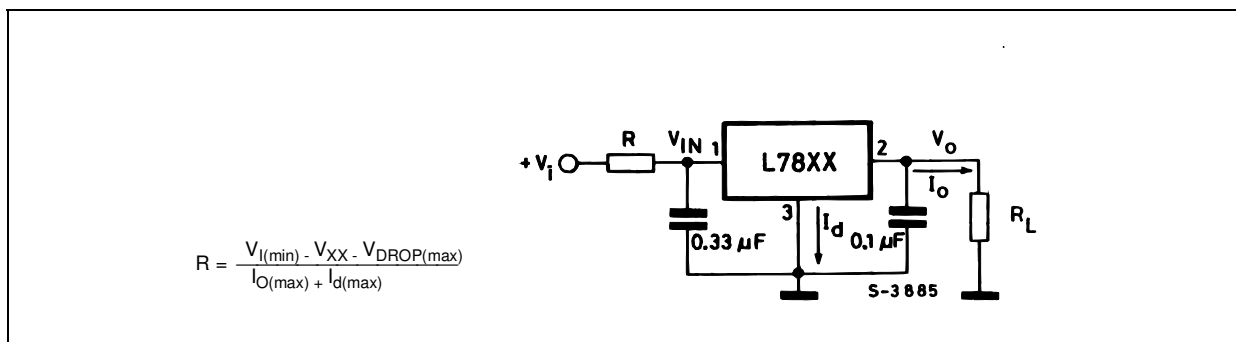 R = V_I(min) - V_XX - V_DROP(max)
I_O(max) + I_d(max)
+ V_i
R
V_IN
1
L78XX
2
V_o
I_o
3
I_d
0.33 µF
0.1 µF
R_L
S-3885